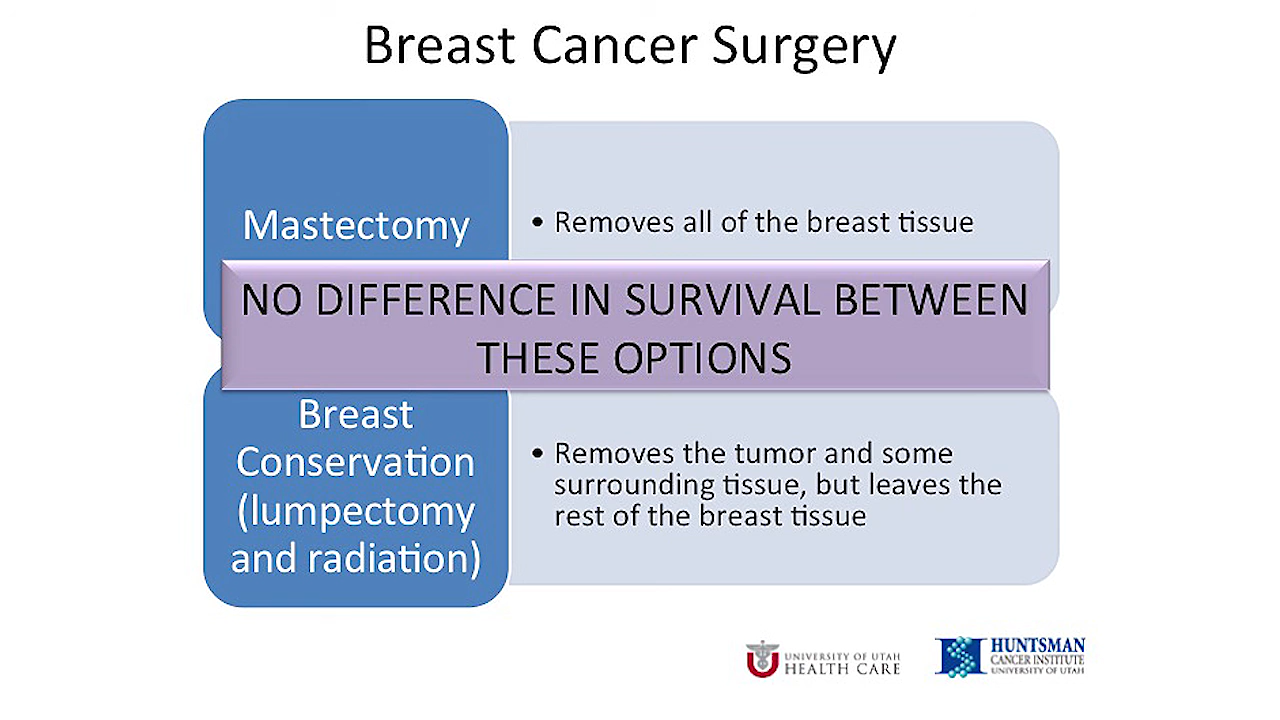 Breast Cancer Surgery
Mastectomy
• Removes all of the breast tissue
NO DIFFERENCE IN SURVIVAL BETWEEN
THESE OPTIONS
Breast
Conservation
(lumpectomy
and radiation)
• Removes the tumor and some
surrounding tissue, but leaves the
rest of the breast tissue
UNIVERSITY OF UTAH
HEALTH CARE
HUNTSMAN
CANCER INSTITUTE
UNIVERSITY OF UTAH